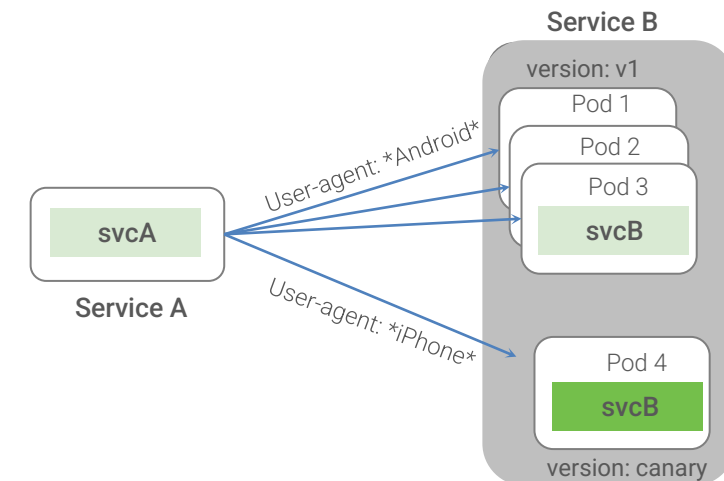 Service B
version: v1
Pod 1
Pod 2
Pod 3
svcB
User-agent: *Android*
svcA
Service A
User-agent: *iPhone*
Pod 4
svcB
version: canary